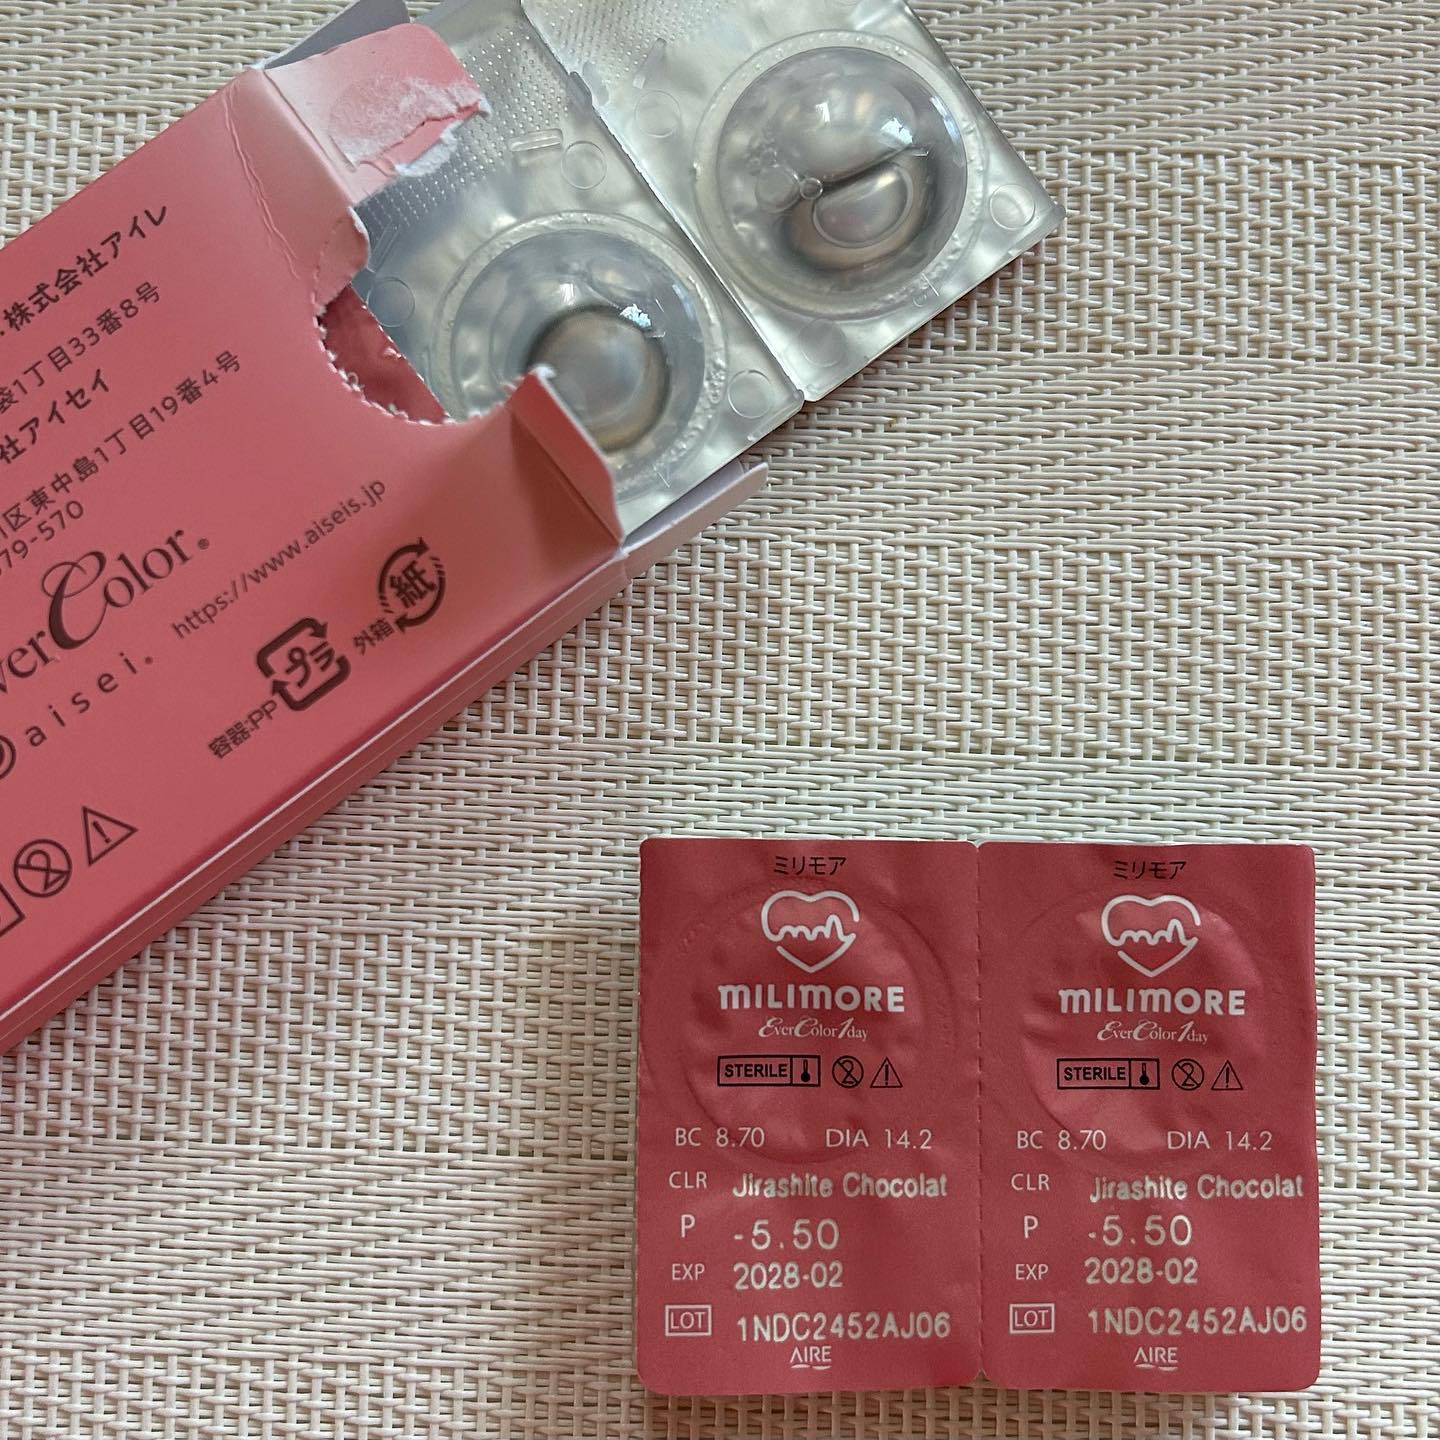 株式会社アイレ
袋1丁目33番8号
社アイセイ
区東中島1丁目19番4号
79-570
verColor®
aisei®
https://www.aiseis.jp
プラ
容器:PP
紙
外箱
ミリモア
MILIMORE
EverColor1day
STERILE
BC 8.70 DIA 14.2
CLR Jirashite Chocolat
P -5.50
EXP 2028-02
LOT 1NDC2452AJ06
AIRE
ミリモア
MILIMORE
EverColor1day
STERILE
BC 8.70 DIA 14.2
CLR Jirashite Chocolat
P -5.50
EXP 2028-02
LOT 1NDC2452AJ06
AIRE